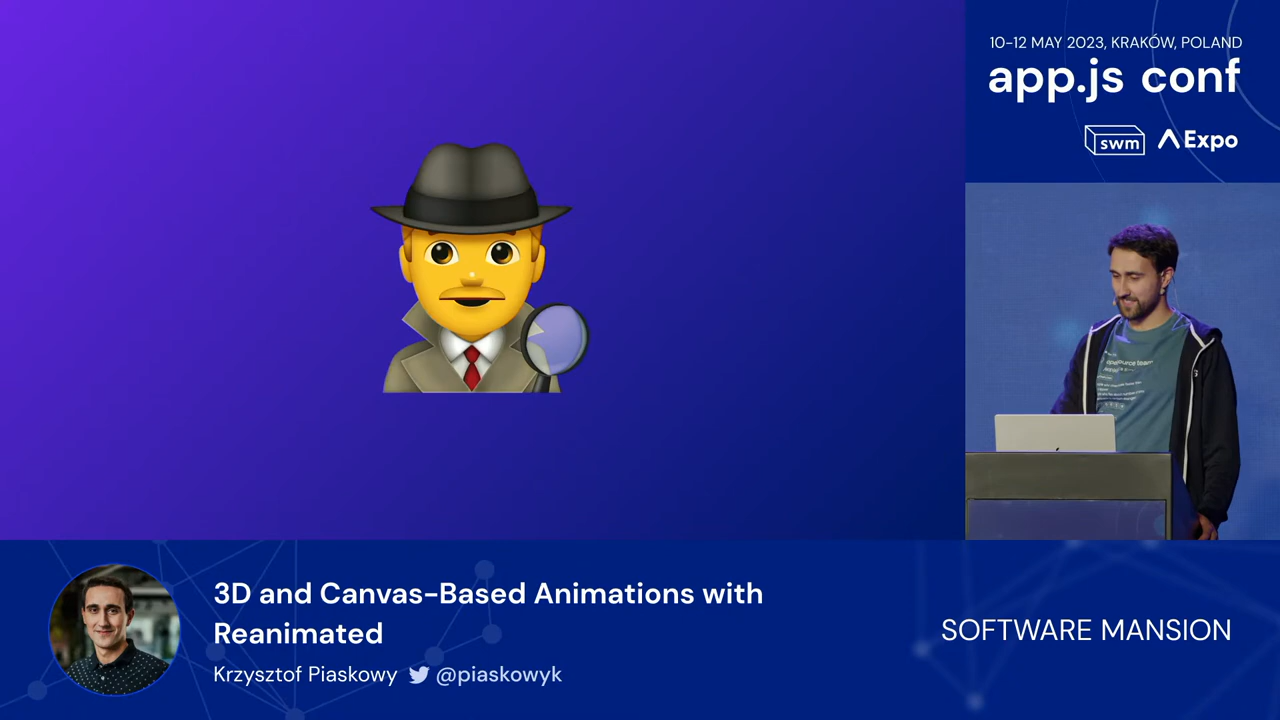 10-12 MAY 2023, KRAKÓW, POLAND
app.js conf
swm
Expo
3D and Canvas-Based Animations with
Reanimated
Krzysztof Piaskowy @piaskowyk
SOFTWARE MANSION